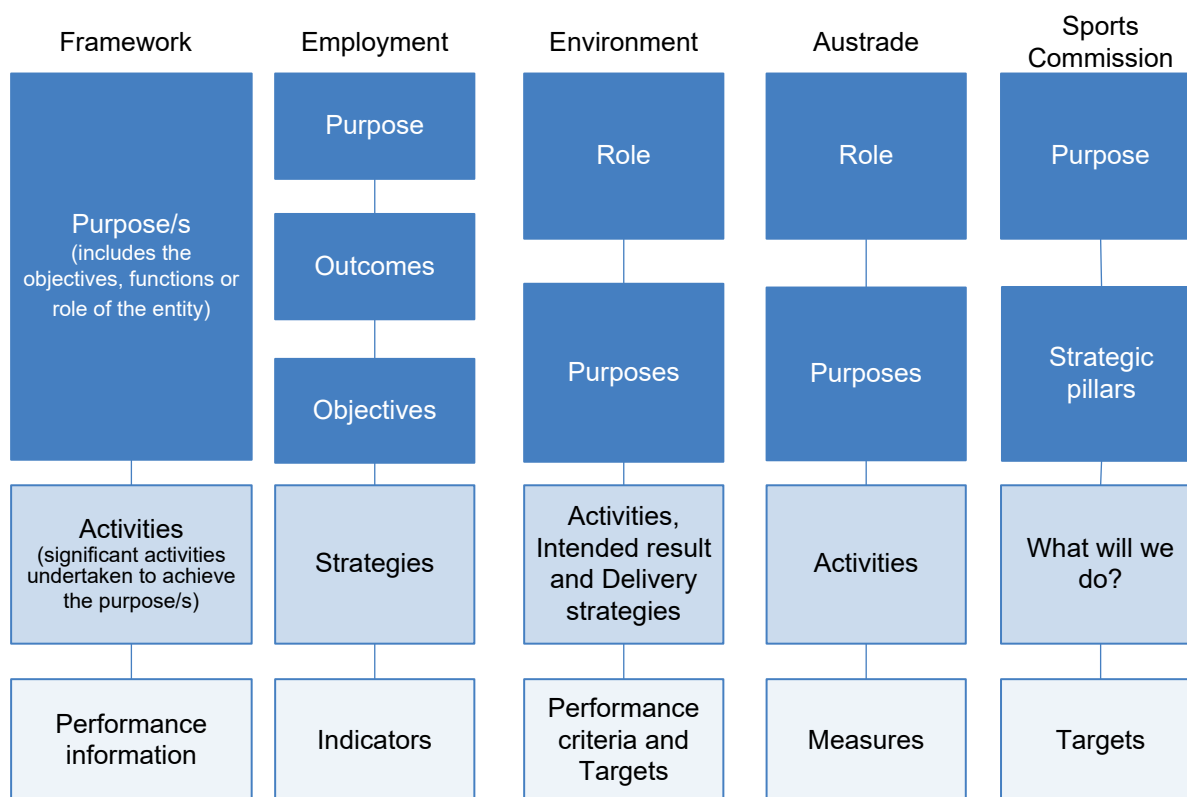 Framework
Employment
Environment
Austrade
Sports
Commission
Purpose/s
(includes the
objectives, functions or
role of the entity)
Purpose
Outcomes
Objectives
Role
Purposes
Role
Purposes
Purpose
Strategic
pillars
Activities
(significant activities
undertaken to achieve
the purpose/s)
Strategies
Activities,
Intended result
and Delivery
strategies
Activities
What will we
do?
Performance
information
Indicators
Performance
criteria and
Targets
Measures
Targets